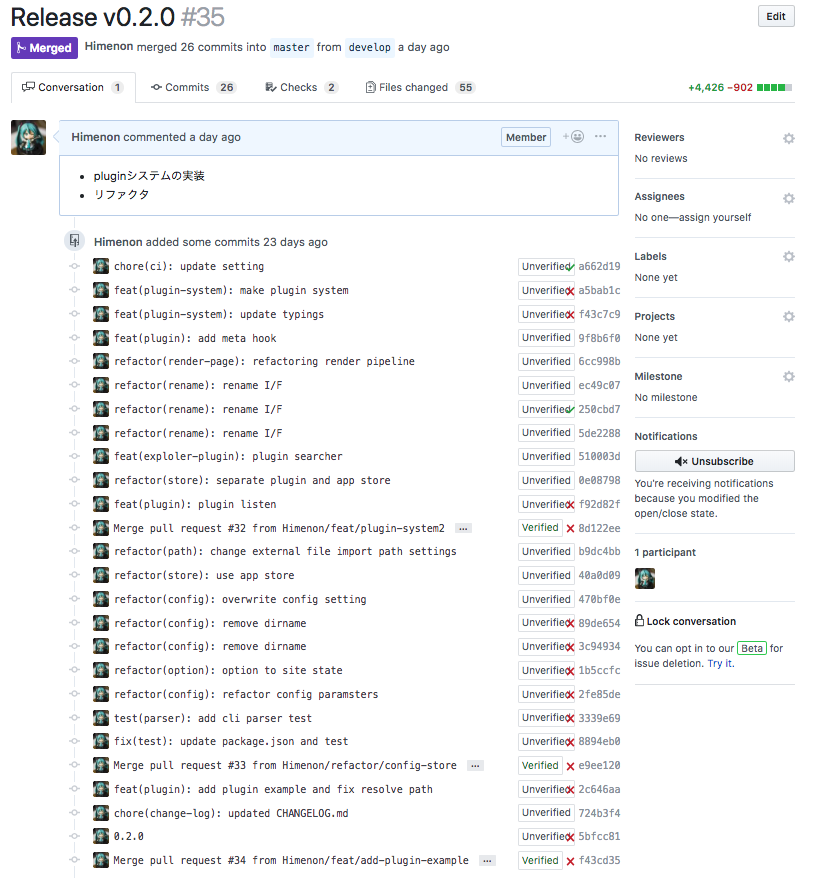 Release v0.2.0 #35
Edit
Merged
Himenon merged 26 commits into master from develop a day ago
Conversation 1
Commits 26
Checks 2
Files changed 55
+4,426 −902
Himenon commented a day ago
Member
pluginシステムの実装
リファクタ
Himenon added some commits 23 days ago
chore(ci): update setting Unverified a662d19
feat(plugin-system): make plugin system Unverified a5bab1c
feat(plugin-system): update typings Unverified f43c7c9
feat(plugin): add meta hook Unverified 9f8b6f0
refactor(render-page): refactoring render pipeline Unverified 6cc998b
refactor(rename): rename I/F Unverified ec49c07
refactor(rename): rename I/F Unverified 250cbd7
refactor(rename): rename I/F Unverified 5de2288
feat(exploler-plugin): plugin searcher Unverified 510003d
refactor(store): separate plugin and app store Unverified 0e08798
feat(plugin): plugin listen Unverified f92d82f
Merge pull request #32 from Himenon/feat/plugin-system2 … Verified 8d122ee
refactor(path): change external file import path settings Unverified b9dc4bb
refactor(store): use app store Unverified 40a0d09
refactor(config): overwrite config setting Unverified 470bf0e
refactor(config): remove dirname Unverified 89de654
refactor(config): remove dirname Unverified 3c94934
refactor(option): option to site state Unverified 1b5ccfc
refactor(config): refactor config paramsters Unverified 2fe85de
test(parser): add cli parser test Unverified 3339e69
fix(test): update package.json and test Unverified 8894eb0
Merge pull request #33 from Himenon/refactor/config-store … Verified e9ee120
feat(plugin): add plugin example and fix resolve path Unverified 2c646aa
chore(change-log): updated CHANGELOG.md Unverified 724b3f4
0.2.0 Unverified 5bfcc81
Merge pull request #34 from Himenon/feat/add-plugin-example … Verified f43cd35
Reviewers
No reviews
Assignees
No one—assign yourself
Labels
None yet
Projects
None yet
Milestone
No milestone
Notifications
Unsubscribe
You're receiving notifications
because you modified the
open/close state.
1 participant
Lock conversation
You can opt in to our Beta for
issue deletion. Try it.